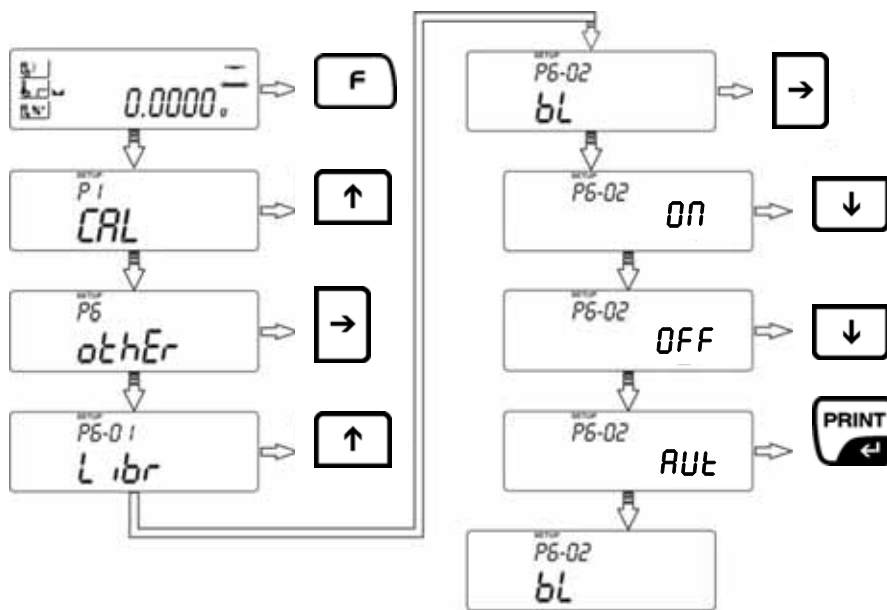 0.0000 g
F
SETUP
P1
CAL
↑
SETUP
P6
othEr
→
SETUP
P6-01
Libr
↑
SETUP
P6-02
bL
→
SETUP
P6-02
ON
↓
SETUP
P6-02
OFF
↓
SETUP
P6-02
AUt
PRINT
↵
SETUP
P6-02
bL